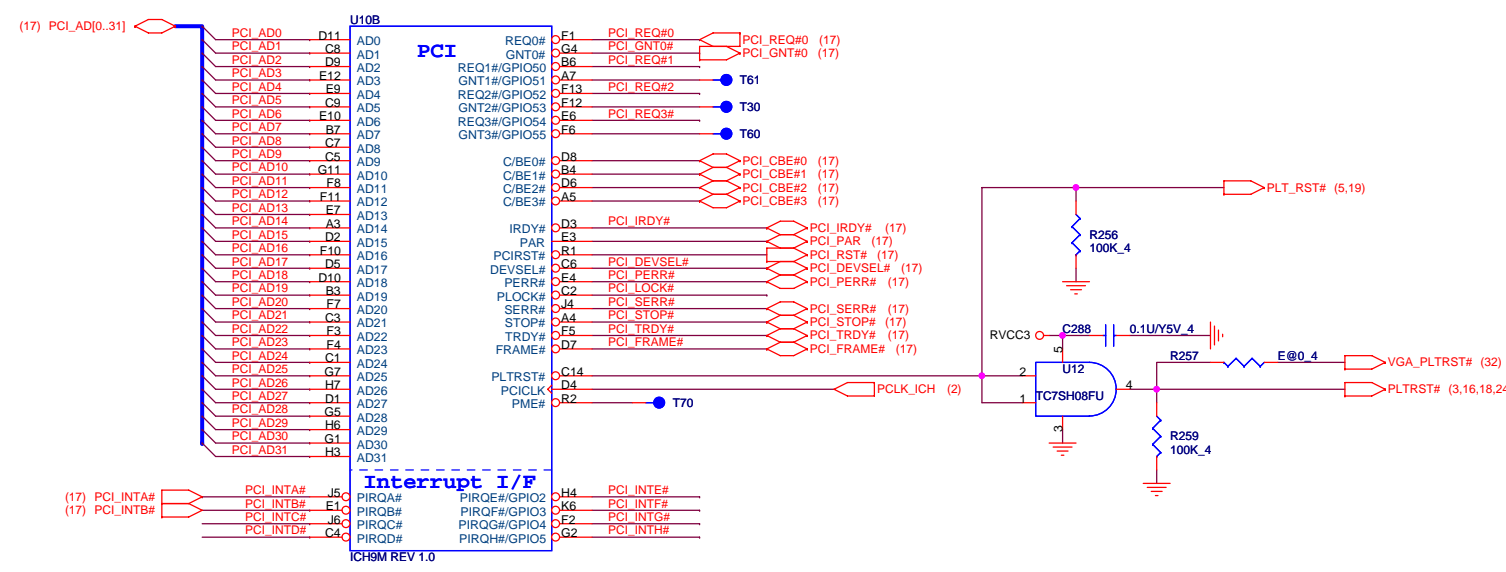 U10B
(17) PCI_AD[0..31]
PCI
PCI_AD0 D11 AD0
PCI_AD1 C8 AD1
PCI_AD2 D9 AD2
PCI_AD3 E12 AD3
PCI_AD4 E9 AD4
PCI_AD5 C9 AD5
PCI_AD6 E10 AD6
PCI_AD7 B7 AD7
PCI_AD8 C7 AD8
PCI_AD9 C5 AD9
PCI_AD10 G11 AD10
PCI_AD11 F8 AD11
PCI_AD12 F11 AD12
PCI_AD13 E7 AD13
PCI_AD14 A3 AD14
PCI_AD15 D2 AD15
PCI_AD16 F10 AD16
PCI_AD17 D5 AD17
PCI_AD18 D10 AD18
PCI_AD19 B3 AD19
PCI_AD20 F7 AD20
PCI_AD21 C3 AD21
PCI_AD22 F3 AD22
PCI_AD23 F4 AD23
PCI_AD24 C1 AD24
PCI_AD25 G7 AD25
PCI_AD26 H7 AD26
PCI_AD27 D1 AD27
PCI_AD28 G5 AD28
PCI_AD29 H6 AD29
PCI_AD30 G1 AD30
PCI_AD31 H3 AD31
REQ0# F1 PCI_REQ#0 PCI_REQ#0 (17)
GNT0# G4 PCI_GNT0# PCI_GNT#0 (17)
REQ1#/GPIO50 B6 PCI_REQ#1
GNT1#/GPIO51 A7 T61
REQ2#/GPIO52 F13 PCI_REQ#2
GNT2#/GPIO53 F12 T30
REQ3#/GPIO54 E6 PCI_REQ3#
GNT3#/GPIO55 F6 T60
C/BE0# D8 PCI_CBE#0 (17)
C/BE1# B4 PCI_CBE#1 (17)
C/BE2# D6 PCI_CBE#2 (17)
C/BE3# A5 PCI_CBE#3 (17)
IRDY# D3 PCI_IRDY# PCI_IRDY# (17)
PAR E3 PCI_PAR (17)
PCIRST# R1 PCI_RST# (17)
DEVSEL# C6 PCI_DEVSEL# PCI_DEVSEL# (17)
PERR# E4 PCI_PERR# PCI_PERR# (17)
PLOCK# C2 PCI_LOCK#
SERR# J4 PCI_SERR# PCI_SERR# (17)
STOP# A4 PCI_STOP# PCI_STOP# (17)
TRDY# F5 PCI_TRDY# PCI_TRDY# (17)
FRAME# D7 PCI_FRAME# PCI_FRAME# (17)
PLTRST# C14
PCICLK D4 PCLK_ICH (2)
PME# R2 T70
PLT_RST# (5,19)
R256
100K_4
RVCC3
C288 0.1U/Y5V_4
5
U12
TC7SH08FU
2
1
4
3
R257 E@0_4 VGA_PLTRST# (32)
PLTRST# (3,16,18,24
R259
100K_4
Interrupt I/F
(17) PCI_INTA# PCI_INTA# J5 PIRQA#
(17) PCI_INTB# PCI_INTB# E1 PIRQB#
PCI_INTC# J6 PIRQC#
PCI_INTD# C4 PIRQD#
PIRQE#/GPIO2 H4 PCI_INTE#
PIRQF#/GPIO3 K6 PCI_INTF#
PIRQG#/GPIO4 F2 PCI_INTG#
PIRQH#/GPIO5 G2 PCI_INTH#
ICH9M REV 1.0